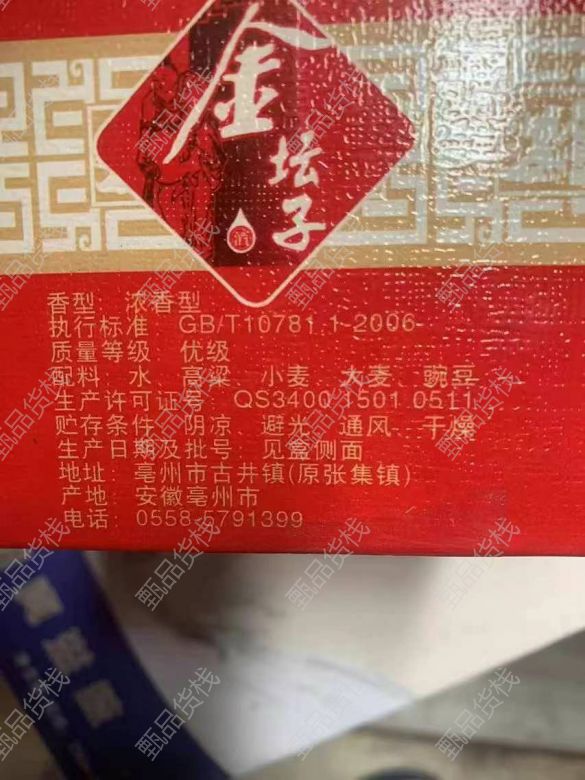 金坛子
香型：浓香型
执行标准：GB/T10781.1-2006
质量等级：优级
配料：水、高粱、小麦、大麦、豌豆
生产许可证号：QS3400 1501 0511
贮存条件：阴凉、避光、通风、干燥
生产日期及批号：见盒侧面
地址：亳州市古井镇(原张集镇)
产地：安徽亳州市
电话：0558-5791399
甄品货栈